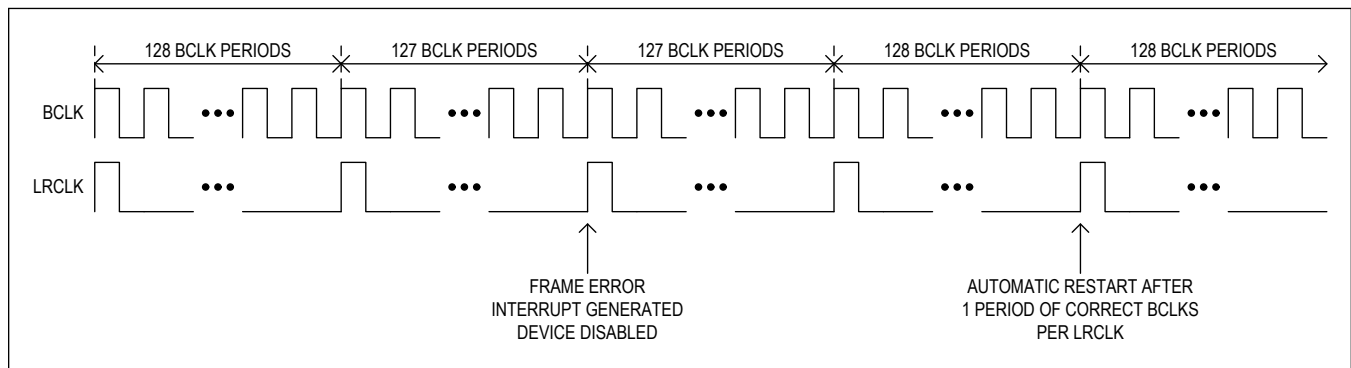 128 BCLK PERIODS 127 BCLK PERIODS 127 BCLK PERIODS 128 BCLK PERIODS 128 BCLK PERIODS
BCLK
LRCLK
FRAME ERROR
INTERRUPT GENERATED
DEVICE DISABLED
AUTOMATIC RESTART AFTER
1 PERIOD OF CORRECT BCLKS
PER LRCLK